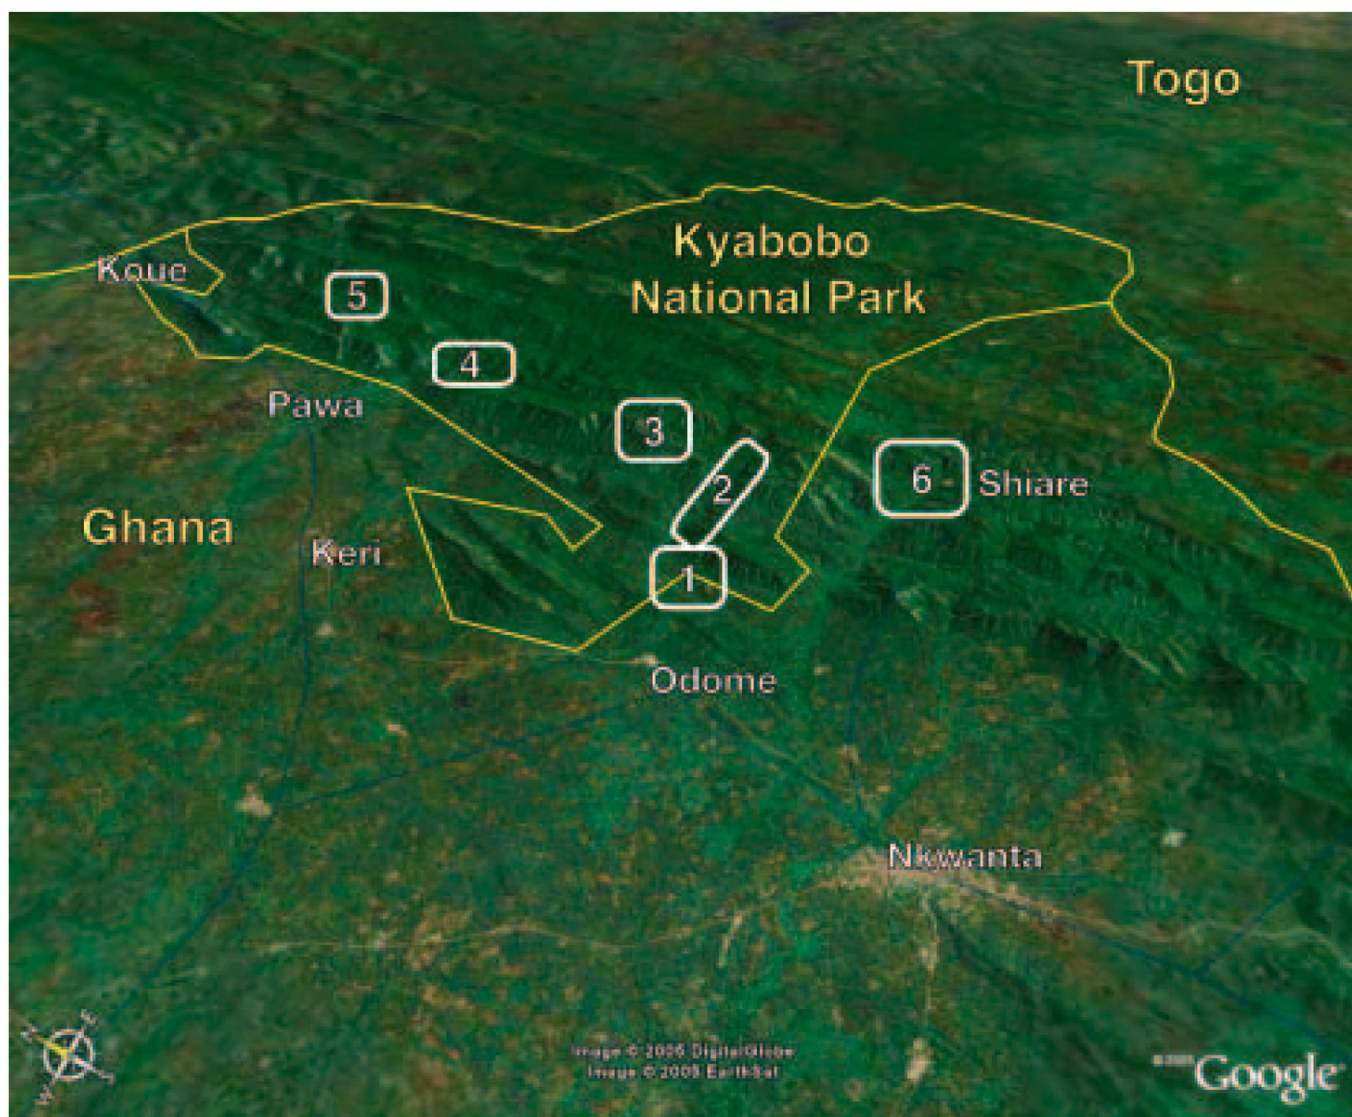 Togo
Kyabobo
National Park
Koue
5
4
Pawa
3
2
6
Shiare
Ghana
Keri
1
Odome
Nkwanta
N
E
W
S
Image © 2005 DigitalGlobe
Image © 2005 EarthSat
Google